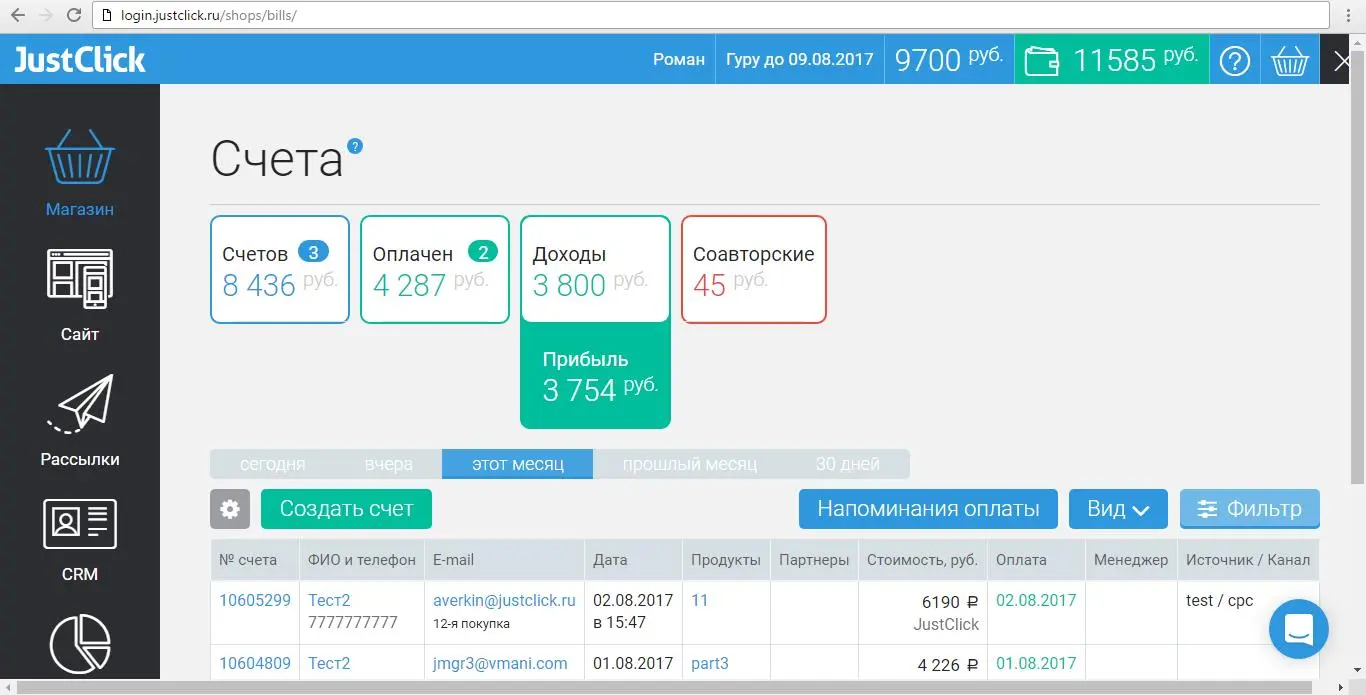 login.justclick.ru/shops/bills/
JustClick
Роман
Гуру до 09.08.2017
9700 руб.
11585 руб.
?
Магазин
Сайт
Рассылки
CRM
Счета ?
Счетов 3
8 436 руб.
Оплачен 2
4 287 руб.
Доходы
3 800 руб.
Соавторские
45 руб.
Прибыль
3 754 руб.
сегодня вчера этот месяц прошлый месяц 30 дней
Создать счет Напоминания оплаты Вид Фильтр
№ счета ФИО и телефон E-mail Дата Продукты Партнеры Стоимость, руб. Оплата Менеджер Источник / Канал
10605299 Тест2 averkin@justclick.ru 02.08.2017 11 6190 ₽ 02.08.2017 test / cpc
7777777777 12-я покупка в 15:47 JustClick
10604809 Тест2 jmgr3@vmani.com 01.08.2017 part3 4 226 ₽ 01.08.2017